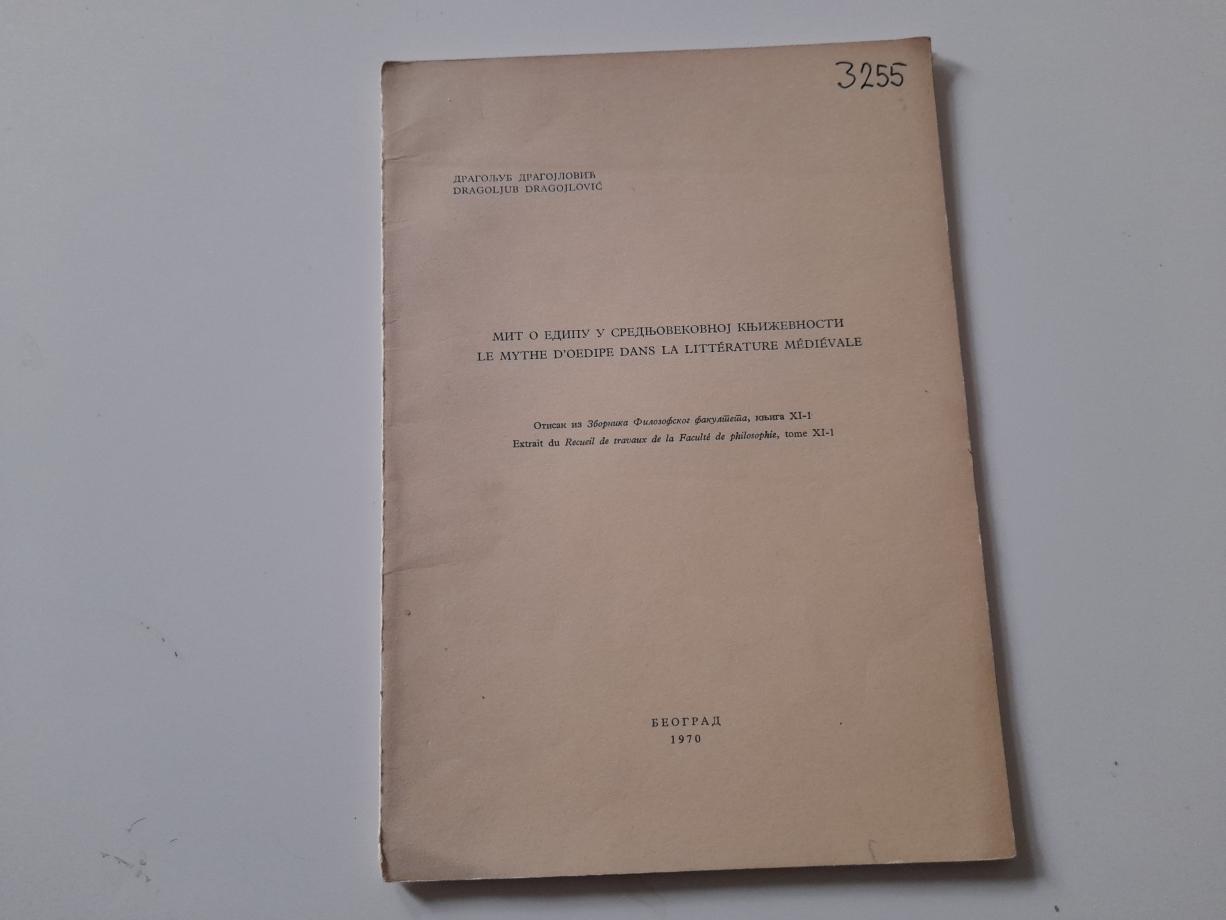 3255
ДРАГОЉУБ ДРАГОЈЛОВИЋ
DRAGOLJUB DRAGOJLOVIĆ
МИТ О ЕДИПУ У СРЕДЊОВЕКОВНОЈ КЊИЖЕВНОСТИ
LE MYTHE D'OEDIPE DANS LA LITTÉRATURE MÉDIÉVALE
Отисак из Зборника Филозофског факултета, књига XI-1
Extrait du Recueil de travaux de la Faculté de philosophie, tome XI-1
БЕОГРАД
1970